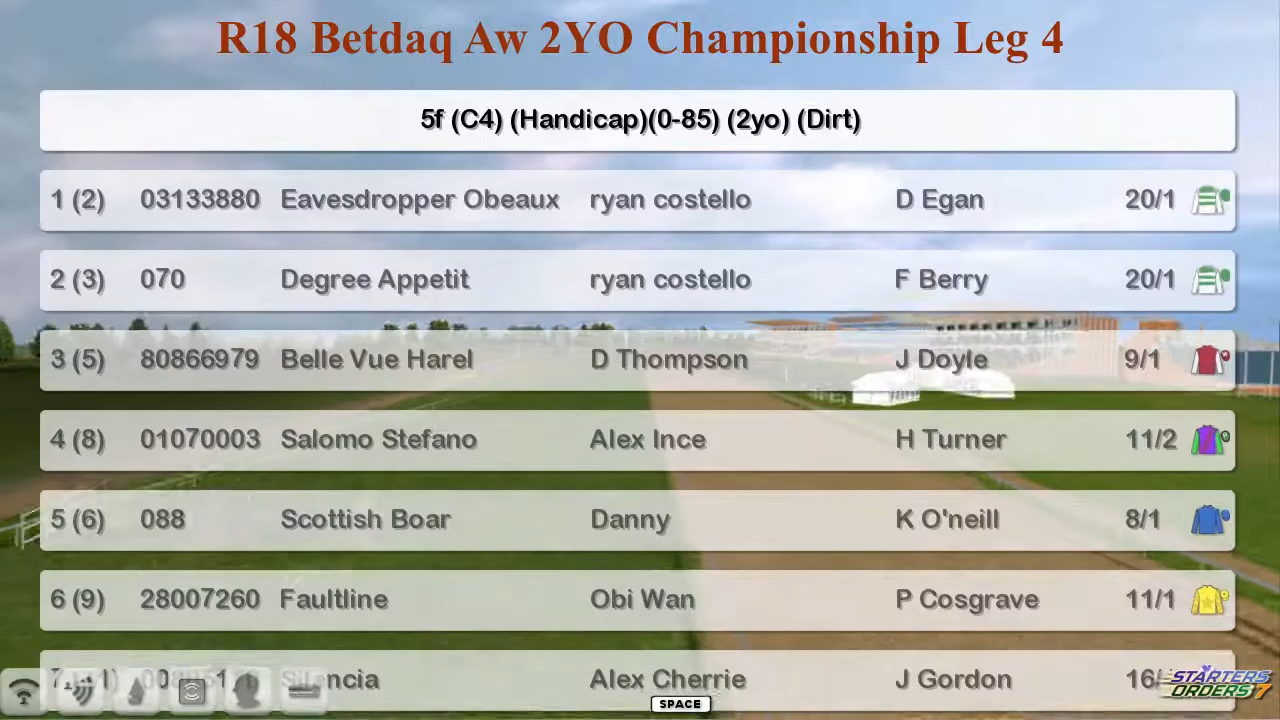 R18 Betdaq Aw 2YO Championship Leg 4
5f (C4) (Handicap)(0-85) (2yo) (Dirt)
1 (2) 03133880 Eavesdropper Obeaux ryan costello D Egan 20/1
2 (3) 070 Degree Appetit ryan costello F Berry 20/1
3 (5) 80866979 Belle Vue Harel D Thompson J Doyle 9/1
4 (8) 01070003 Salomo Stefano Alex Ince H Turner 11/2
5 (6) 088 Scottish Boar Danny K O'neill 8/1
6 (9) 28007260 Faultline Obi Wan P Cosgrave 11/1
7 Silencia Alex Cherrie J Gordon 16/
STARTERS ORDERS 7
SPACE